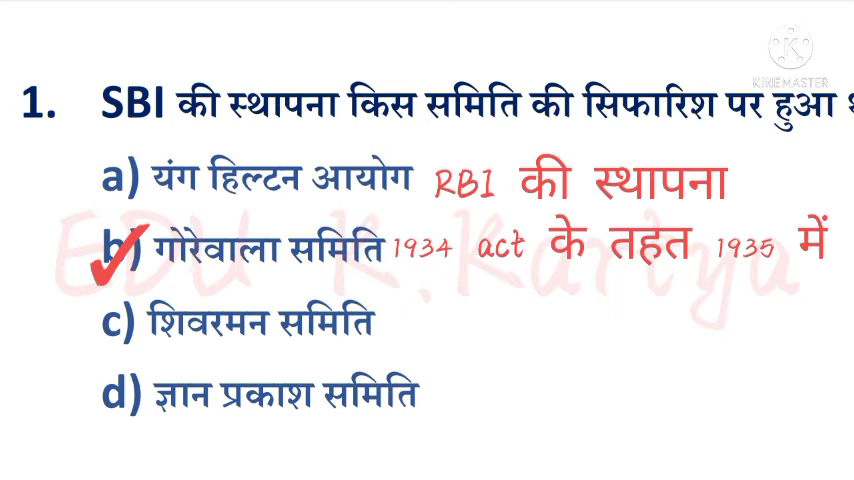 KINEMASTER
1. SBI की स्थापना किस समिति की सिफारिश पर हुआ
a) यंग हिल्टन आयोग RBI की स्थापना
b) गोरेवाला समिति 1934 act के तहत 1935 में
EDU K.Kartya
c) शिवरमन समिति
d) ज्ञान प्रकाश समिति